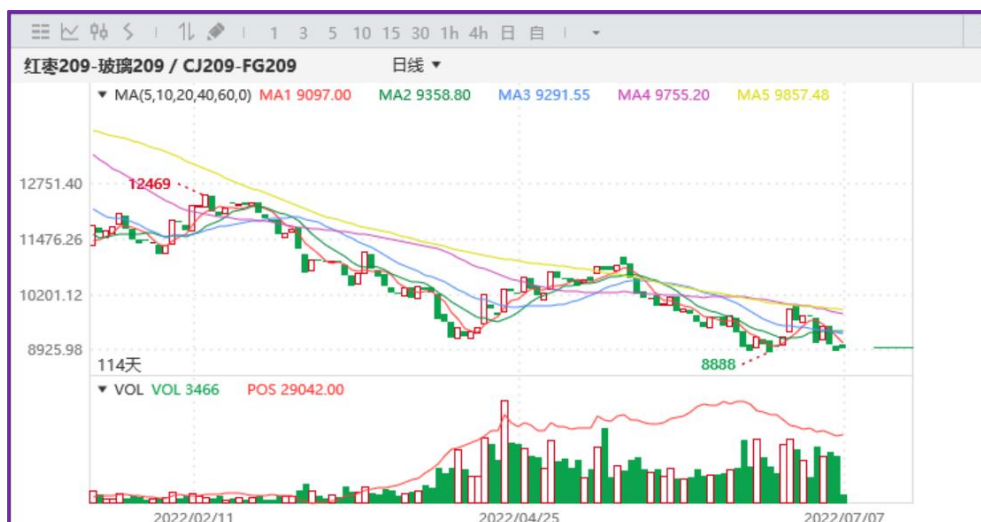 1 3 5 10 15 30 1h 4h 日 自
红枣209-玻璃209 / CJ209-FG209 日线
MA(5,10,20,40,60,0) MA1 9097.00 MA2 9358.80 MA3 9291.55 MA4 9755.20 MA5 9857.48
12751.40
12469
11476.26
10201.12
8925.98
8888
114天
VOL VOL 3466 POS 29042.00
2022/02/11 2022/04/25 2022/07/07